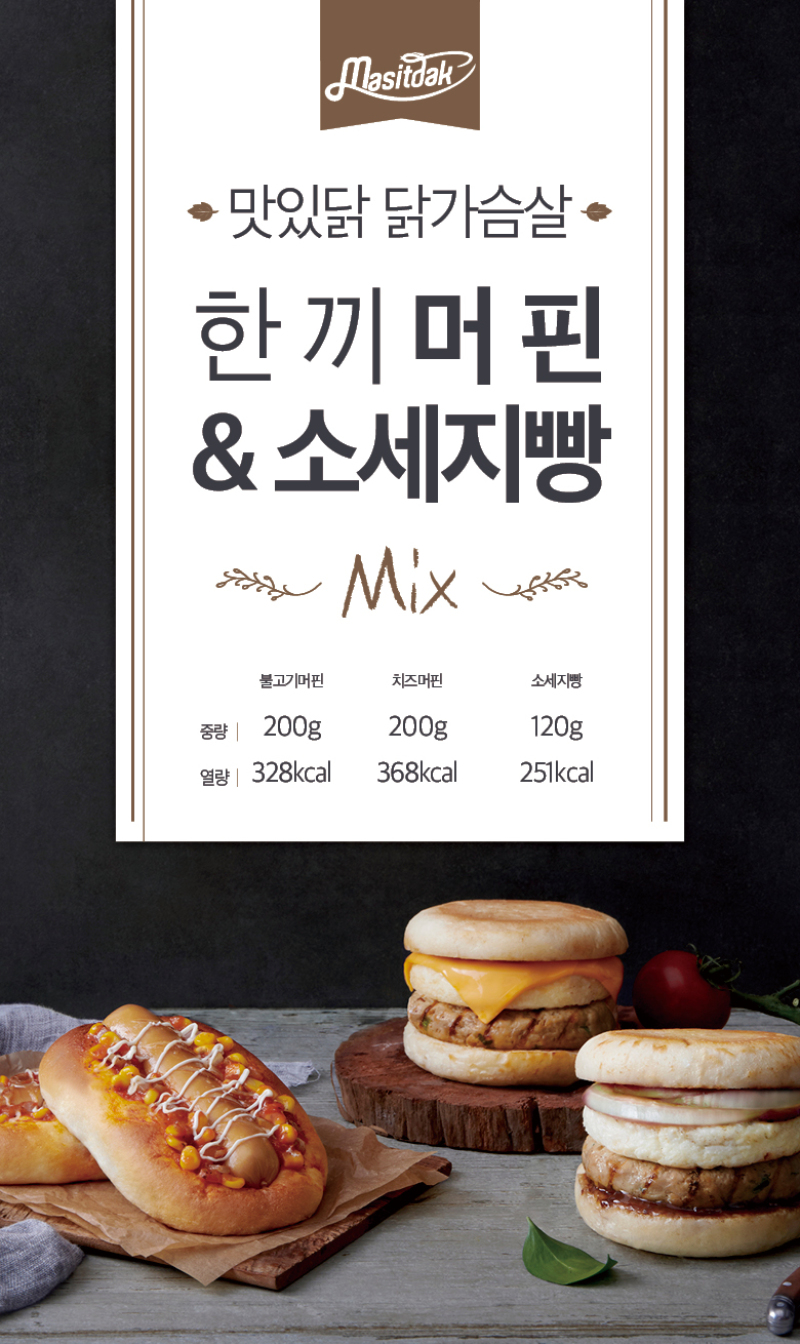 Masitdak
맛있닭 닭가슴살
한끼머핀
& 소세지빵
Mix
불고기머핀 치즈머핀 소세지빵
중량 | 200g 200g 120g
열량 | 328kcal 368kcal 251kcal